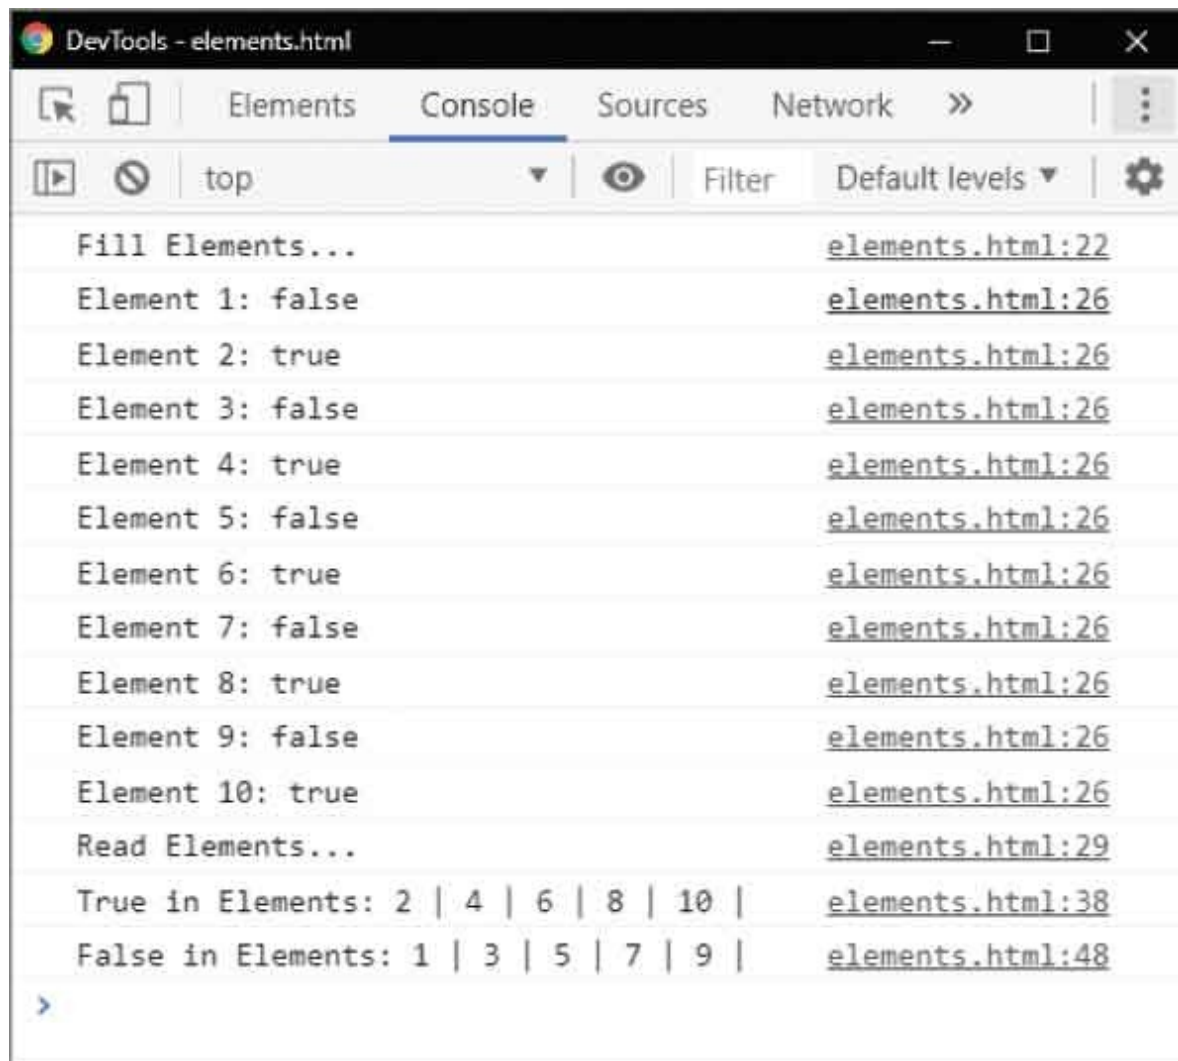 DevTools - elements.html
Elements Console Sources Network »
top Filter Default levels
Fill Elements... elements.html:22
Element 1: false elements.html:26
Element 2: true elements.html:26
Element 3: false elements.html:26
Element 4: true elements.html:26
Element 5: false elements.html:26
Element 6: true elements.html:26
Element 7: false elements.html:26
Element 8: true elements.html:26
Element 9: false elements.html:26
Element 10: true elements.html:26
Read Elements... elements.html:29
True in Elements: 2 | 4 | 6 | 8 | 10 | elements.html:38
False in Elements: 1 | 3 | 5 | 7 | 9 | elements.html:48
>